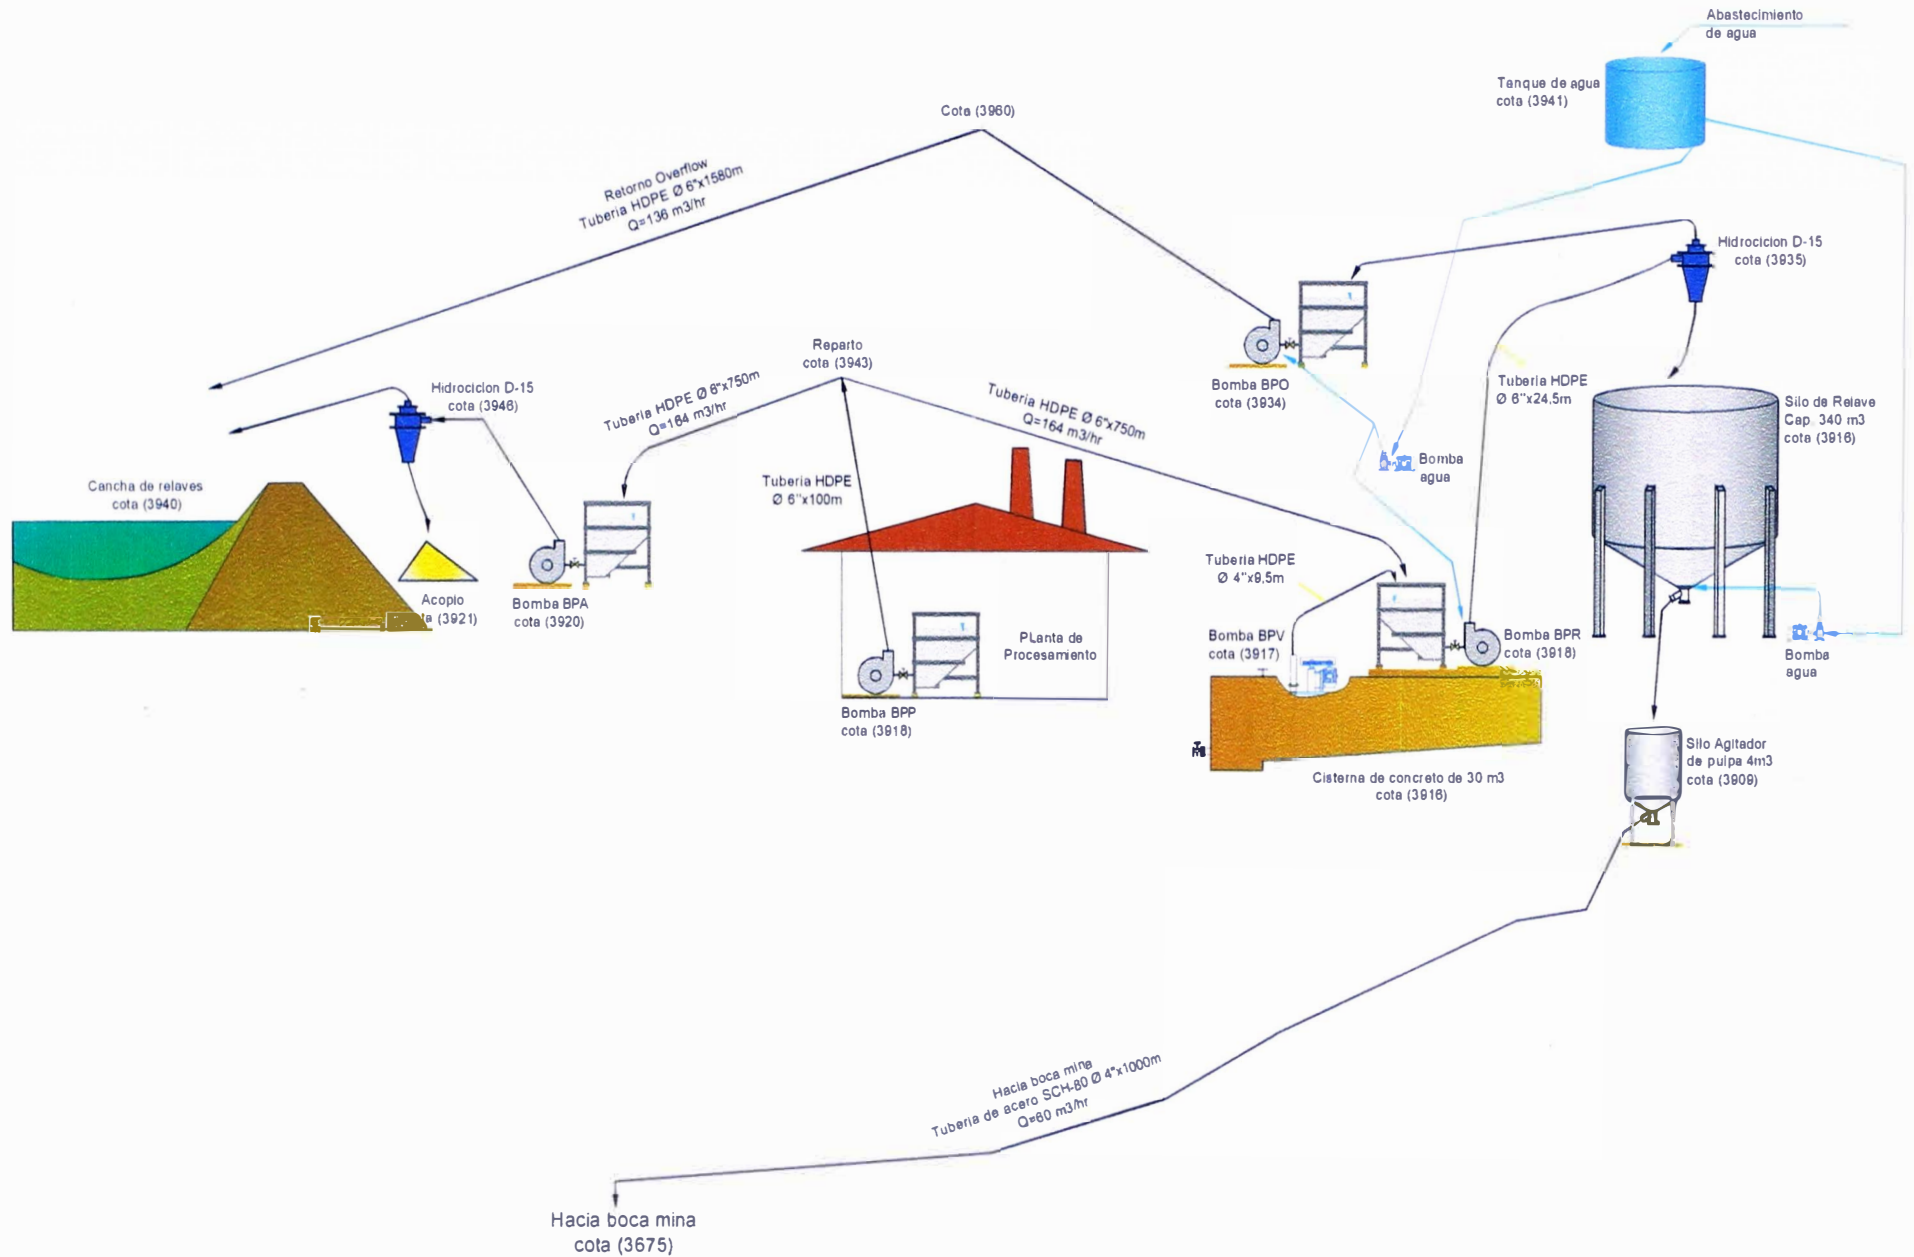 Abastecimiento
de agua
Tanque de agua
cota (3941)
Cota (3960)
Retorno Overflow
Tuberia HDPE Ø 6"x1580m
Q=136 m3/hr
Hidrociclon D-15
cota (3935)
Reparto
cota (3943)
Hidrociclon D-15
cota (3946)
Tuberia HDPE Ø 6"x750m
Q=164 m3/hr
Tuberia HDPE Ø 6"x750m
Q=164 m3/hr
Bomba BPO
cota (3934)
Tuberia HDPE
Ø 6"x24,5m
Silo de Relave
Cap. 340 m3
cota (3916)
Bomba
agua
Cancha de relaves
cota (3940)
Tuberia HDPE
Ø 6"x100m
Tuberia HDPE
Ø 4"x9,5m
Acopio
(3921)
Bomba BPA
cota (3920)
PLanta de
Procesamiento
Bomba BPV
cota (3917)
Bomba BPR
cota (3918)
Bomba
agua
Bomba BPP
cota (3918)
Cisterna de concreto de 30 m3
cota (3916)
Silo Agitador
de pulpa 4m3
cota (3909)
Hacia boca mina
Tuberia de acero SCH-80 Ø 4"x1000m
Q=60 m3/hr
Hacia boca mina
cota (3675)